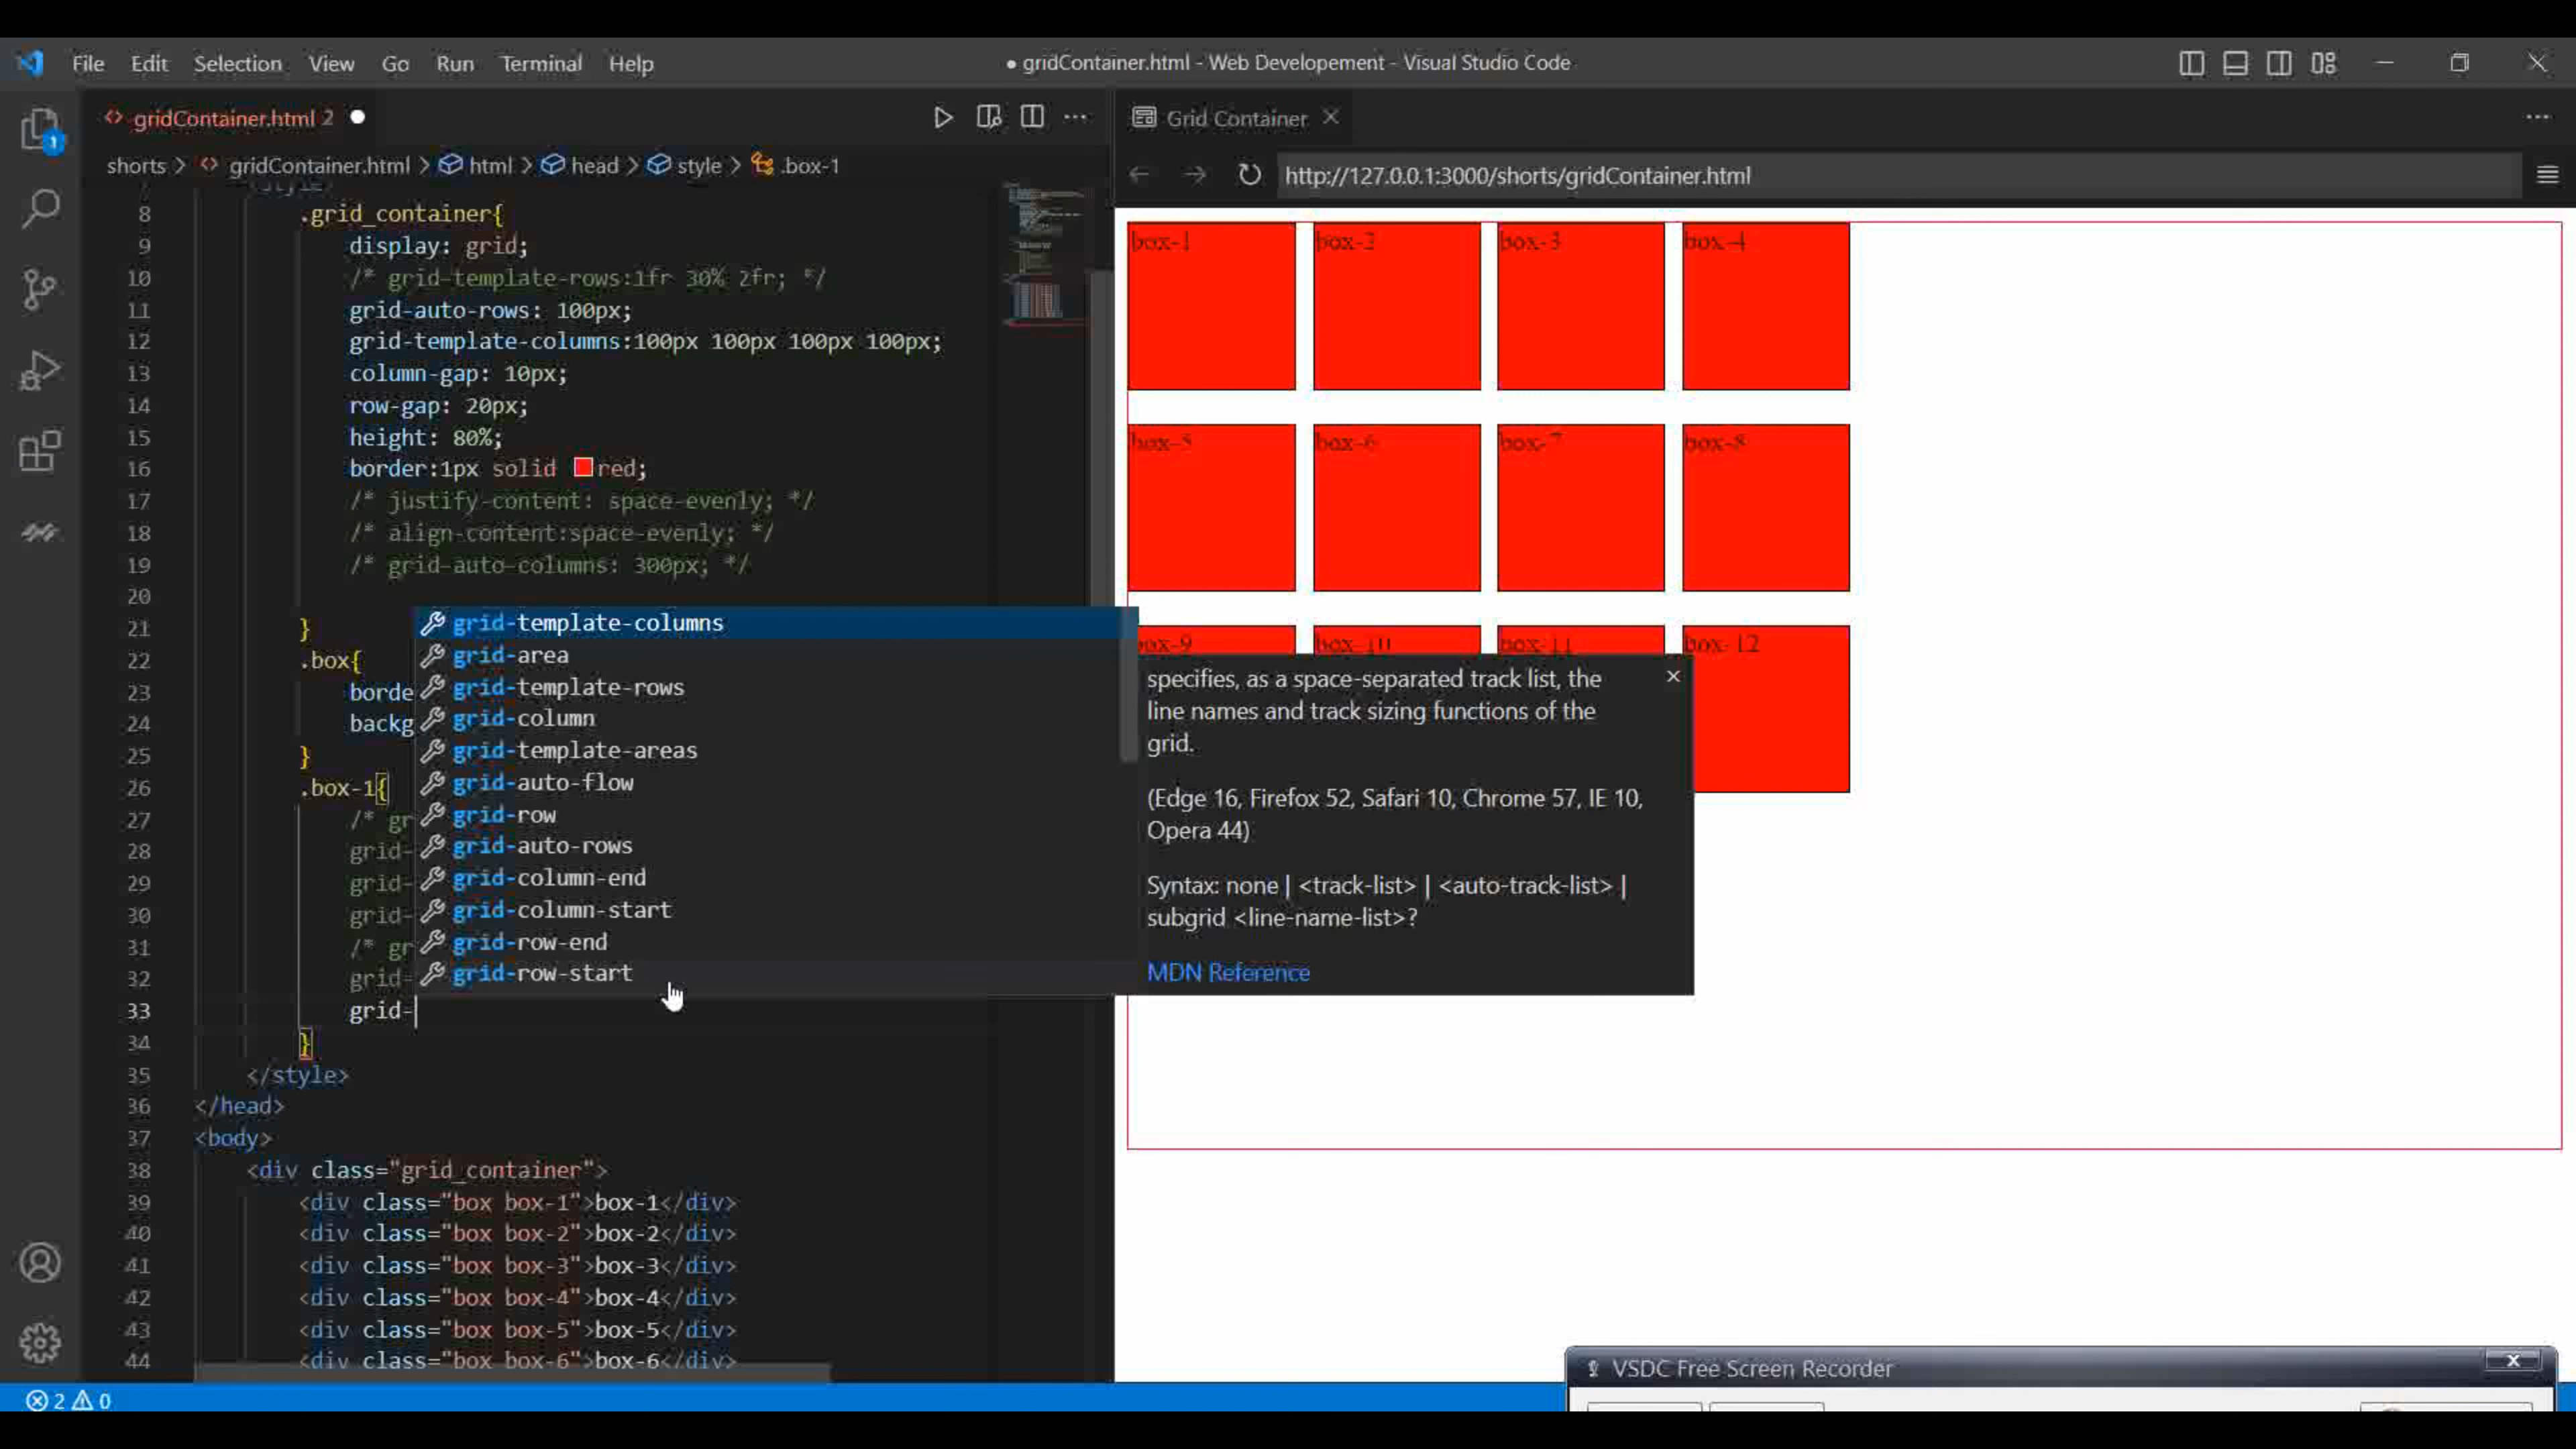 File Edit Selection View Go Run Terminal Help
● gridContainer.html - Web Developement - Visual Studio Code
gridContainer.html 2
shorts > gridContainer.html > html > head > style > .box-1
8 .grid_container{
9 display: grid;
10 /* grid-template-rows:1fr 30% 2fr; */
11 grid-auto-rows: 100px;
12 grid-template-columns:100px 100px 100px 100px;
13 column-gap: 10px;
14 row-gap: 20px;
15 height: 80%;
16 border:1px solid red;
17 /* justify-content: space-evenly; */
18 /* align-content:space-evenly; */
19 /* grid-auto-columns: 300px; */
20
21 }
22 .box{
23 borde
24 backg
25 }
26 .box-1{
27 /* gr
28 grid-
29 grid-
30 grid-
31 /* gr
32 grid-
33 grid-
34 }
35 </style>
36 </head>
37 <body>
38 <div class="grid_container">
39 <div class="box box-1">box-1</div>
40 <div class="box box-2">box-2</div>
41 <div class="box box-3">box-3</div>
42 <div class="box box-4">box-4</div>
43 <div class="box box-5">box-5</div>
44 <div class="box box-6">box-6</div>
grid-template-columns
grid-area
grid-template-rows
grid-column
grid-template-areas
grid-auto-flow
grid-row
grid-auto-rows
grid-column-end
grid-column-start
grid-row-end
grid-row-start
specifies, as a space-separated track list, the
line names and track sizing functions of the
grid.
(Edge 16, Firefox 52, Safari 10, Chrome 57, IE 10,
Opera 44)
Syntax: none | <track-list> | <auto-track-list> |
subgrid <line-name-list>?
MDN Reference
Grid Container
http://127.0.0.1:3000/shorts/gridContainer.html
box-1 box-2 box-3 box-4
box-5 box-6 box-7 box-8
box-9 box-10 box-11 box-12
1
2 0
VSDC Free Screen Recorder